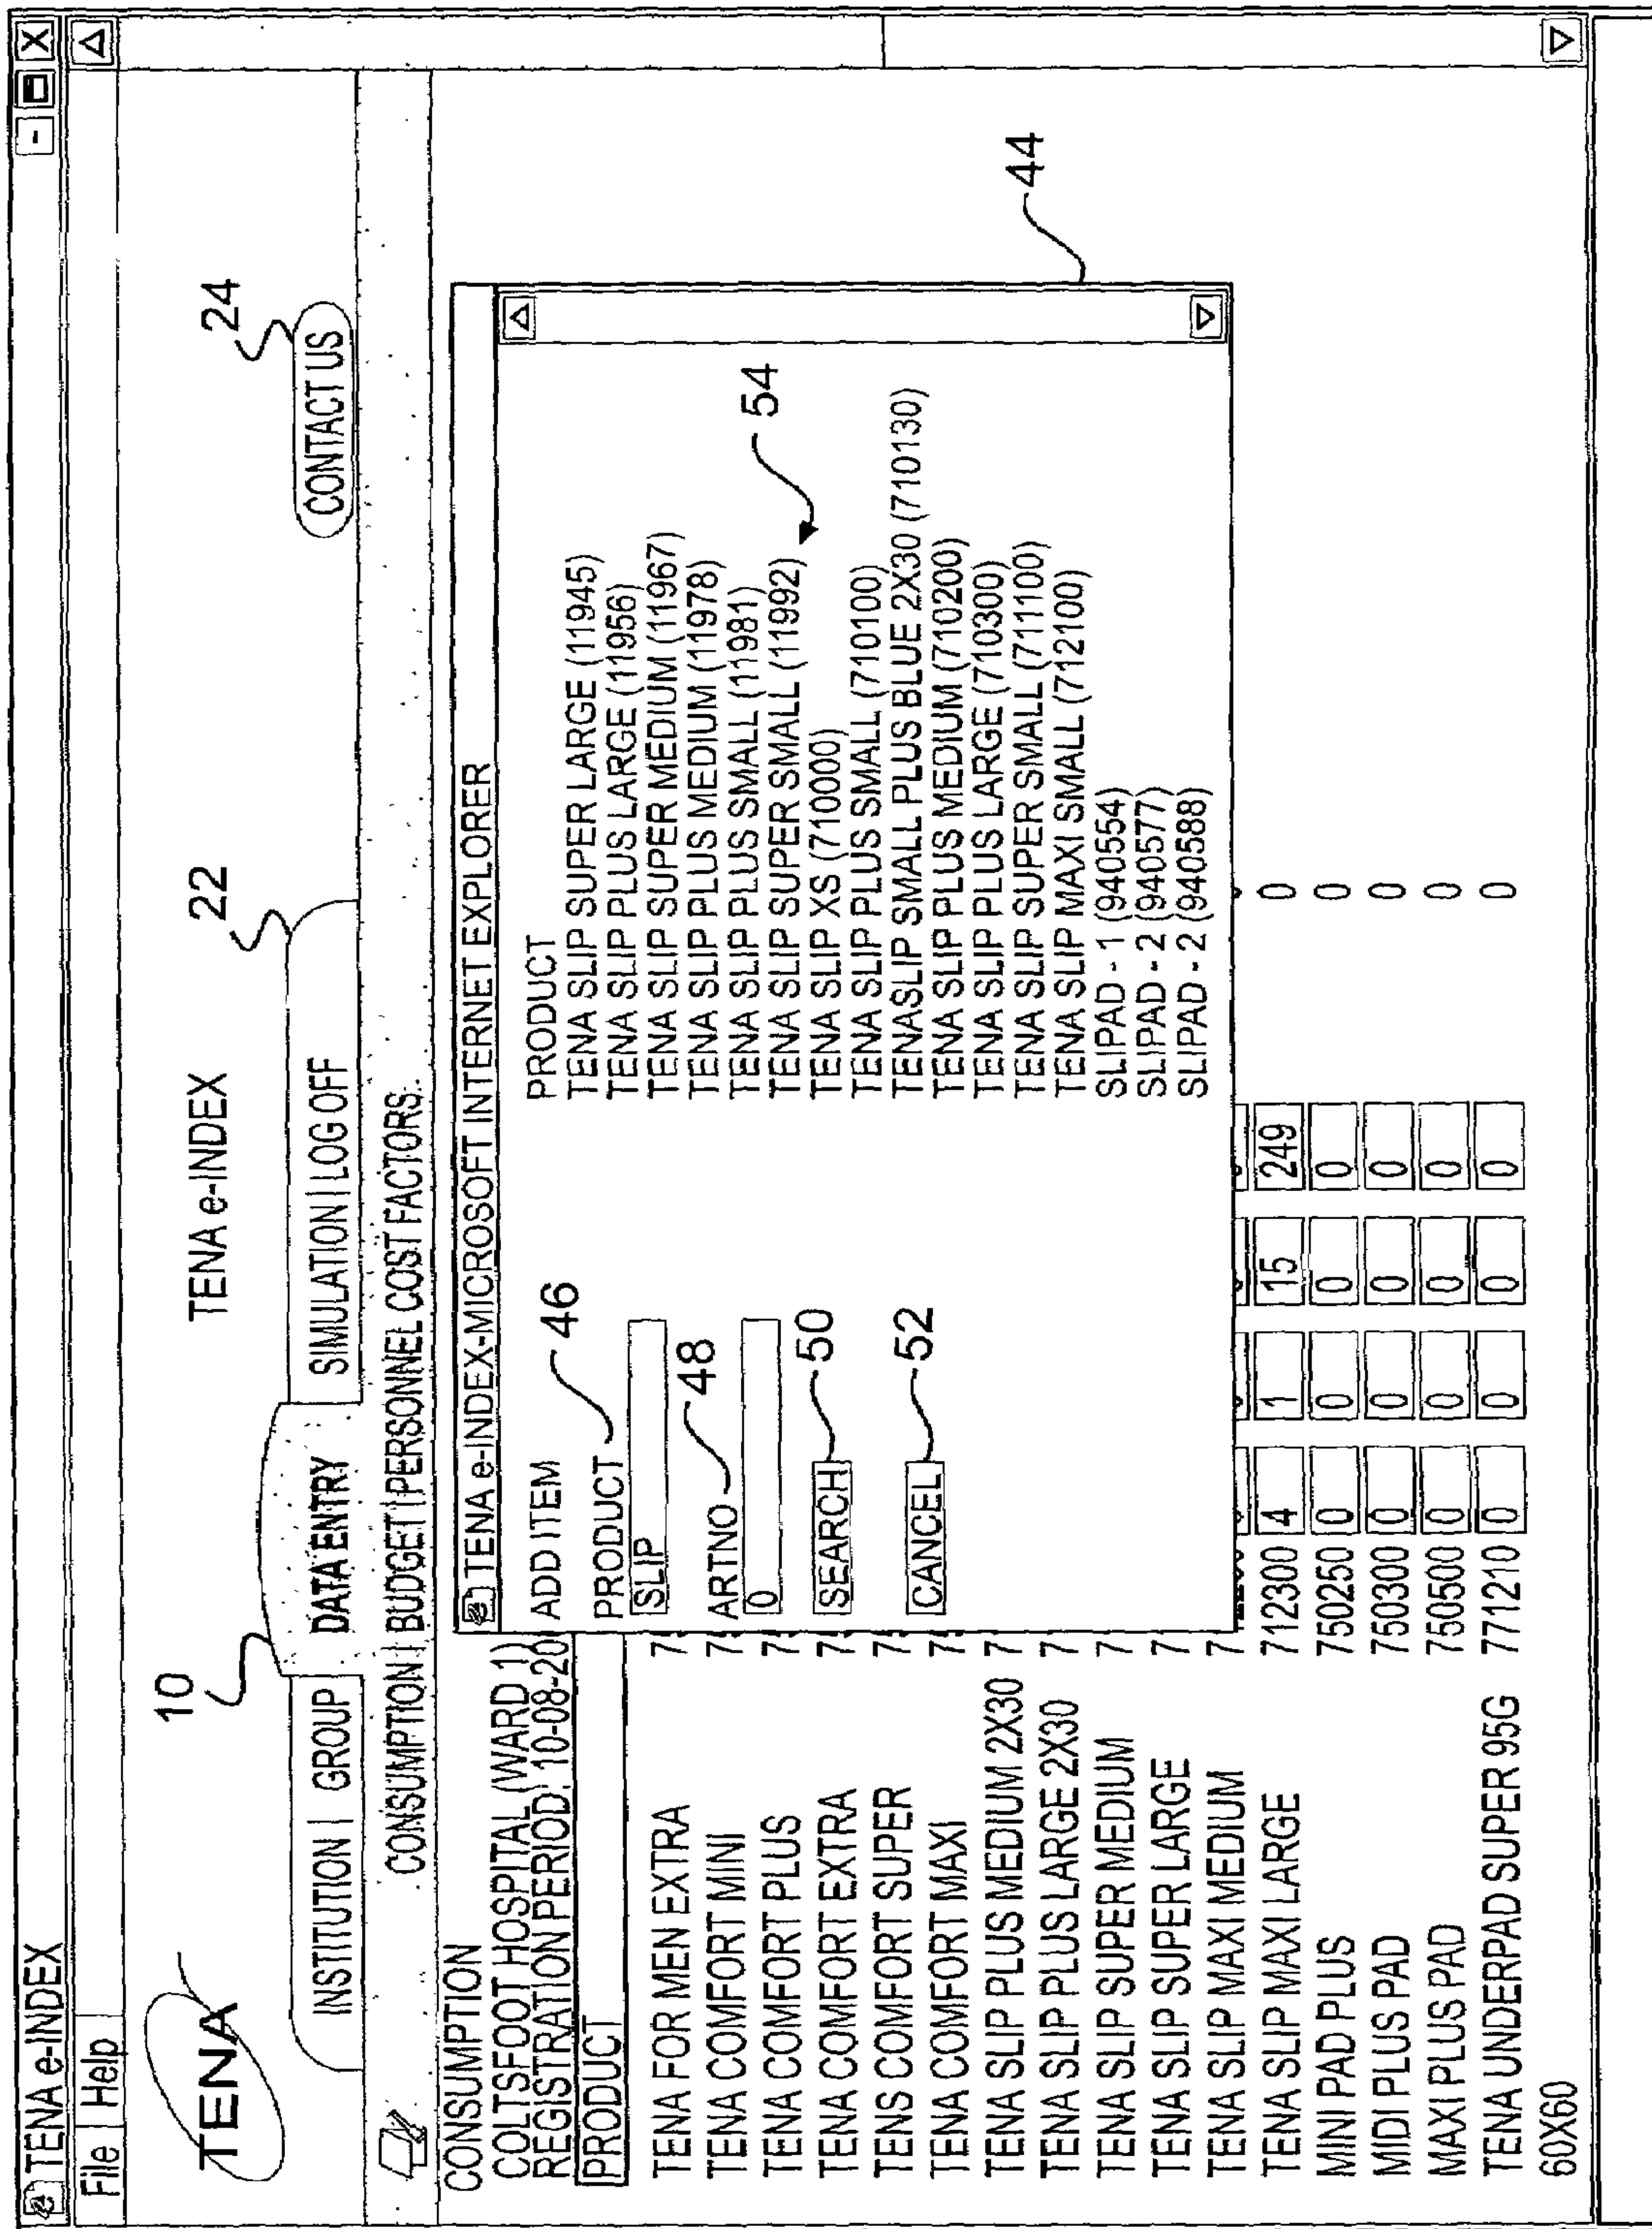 TENA e-INDEX
File Help
TENA
TENA e-INDEX
10
22
24
INSTITUTION | GROUP DATA ENTRY SIMULATION | LOG OFF CONTACT US
CONSUMPTION | BUDGET | PERSONNEL COST FACTORS
CONSUMPTION
COLTSFOOT HOSPITAL (WARD 1)
REGISTRATION PERIOD: 10-08-20
PRODUCT
TENA FOR MEN EXTRA 7
TENA COMFORT MINI 7
TENA COMFORT PLUS 7
TENA COMFORT EXTRA 7
TENS COMFORT SUPER 7
TENA COMFORT MAXI 7
TENA SLIP PLUS MEDIUM 2X30 7
TENA SLIP PLUS LARGE 2X30 7
TENA SLIP SUPER MEDIUM 7
TENA SLIP SUPER LARGE 7
TENA SLIP MAXI MEDIUM 7
TENA SLIP MAXI LARGE 712300 4 1 15 249 0
MINI PAD PLUS 750250 0 0 0 0 0
MIDI PLUS PAD 750300 0 0 0 0 0
MAXI PLUS PAD 750500 0 0 0 0 0
TENA UNDERPAD SUPER 95G 771210 0 0 0 0 0
60X60
TENA e-INDEX-MICROSOFT INTERNET EXPLORER
44
ADD ITEM
PRODUCT 46
SLIP
ARTNO 48
0
SEARCH 50
CANCEL 52
54
PRODUCT
TENA SLIP SUPER LARGE (11945)
TENA SLIP PLUS LARGE (11956)
TENA SLIP SUPER MEDIUM (11967)
TENA SLIP PLUS MEDIUM (11978)
TENA SLIP PLUS SMALL (11981)
TENA SLIP SUPER SMALL (11992)
TENA SLIP XS (710000)
TENA SLIP PLUS SMALL (710100)
TENASLIP SMALL PLUS BLUE 2X30 (710130)
TENA SLIP PLUS MEDIUM (710200)
TENA SLIP PLUS LARGE (710300)
TENA SLIP SUPER SMALL (711100)
TENA SLIP MAXI SMALL (712100)
SLIPAD - 1 (940554)
SLIPAD - 2 (940577)
SLIPAD - 2 (940588)